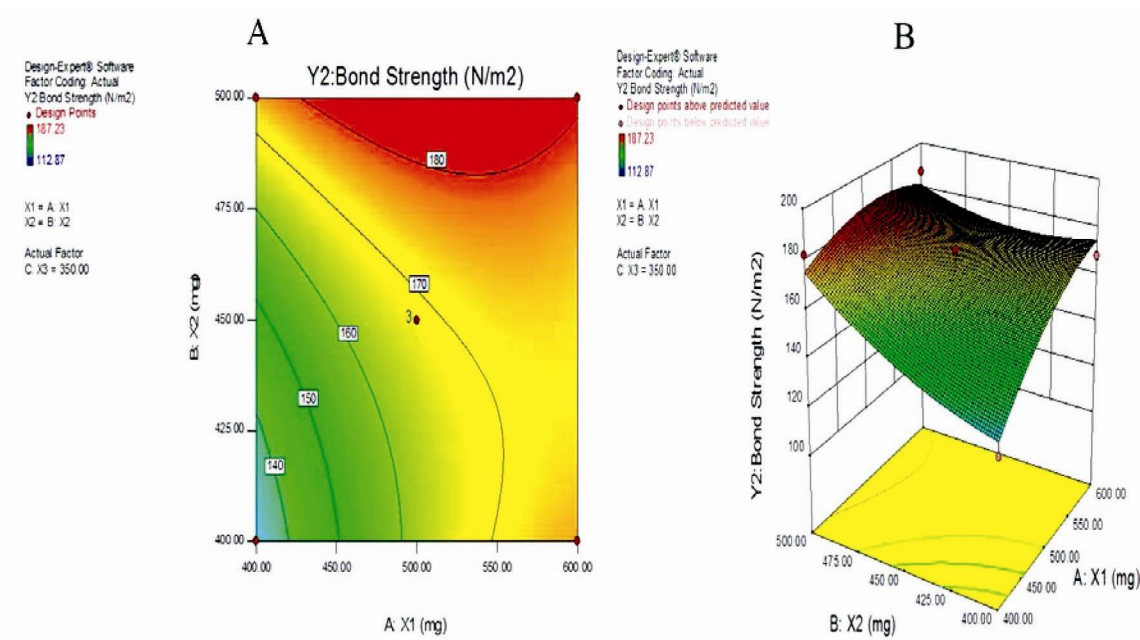 A
Design-Expert® Software
Factor Coding: Actual
Y2:Bond Strength (N/m2)
Design Points
187.23
112.87
X1 = A: X1
X2 = B: X2
Actual Factor
C: X3 = 350.00
Y2:Bond Strength (N/m2)
500.00
475.00
450.00
425.00
400.00
B: X2 (mg)
180
170
160
150
140
3
400.00
450.00
500.00
550.00
600.00
A: X1 (mg)
B
Design-Expert® Software
Factor Coding: Actual
Y2:Bond Strength (N/m2)
Design points above predicted value
Design points below predicted value
187.23
112.87
X1 = A: X1
X2 = B: X2
Actual Factor
C: X3 = 350.00
200
180
160
140
120
100
Y2:Bond Strength (N/m2)
500.00
475.00
450.00
425.00
400.00
B: X2 (mg)
400.00
450.00
500.00
550.00
600.00
A: X1 (mg)